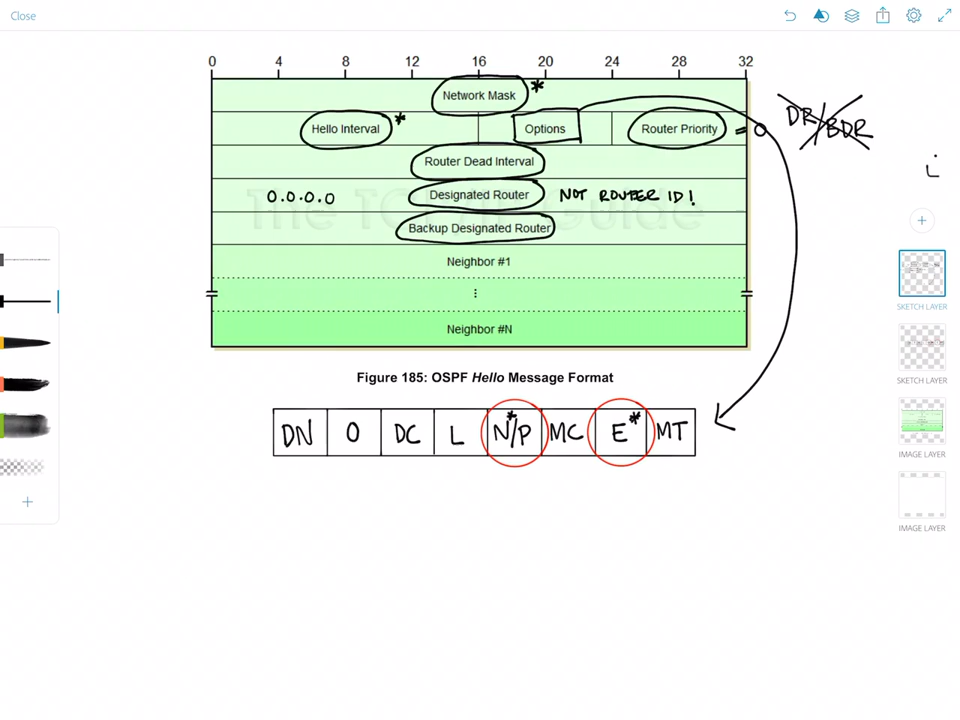 Close
0 4 8 12 16 20 24 28 32
Network Mask *
Hello Interval * Options Router Priority = 0 DR/BDR
Router Dead Interval
i
0.0.0.0 Designated Router NOT ROUTER ID!
Backup Designated Router
Neighbor #1
⋮
Neighbor #N
Figure 185: OSPF Hello Message Format
DN O DC L N/P* MC E* MT
SKETCH LAYER
SKETCH LAYER
IMAGE LAYER
IMAGE LAYER